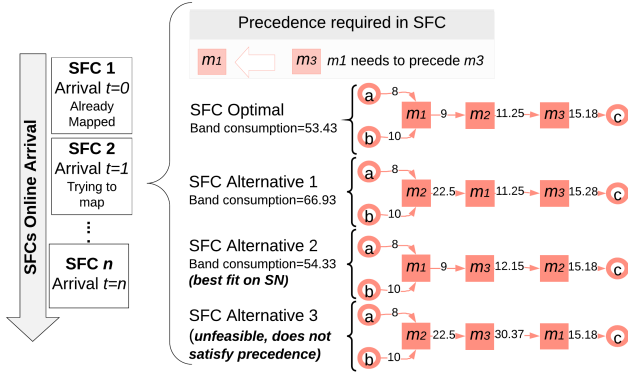 Precedence required in SFC
m1 m3 m1 needs to precede m3
SFCs Online Arrival
SFC 1
Arrival t=0
Already
Mapped
SFC 2
Arrival t=1
Trying to
map
SFC n
Arrival t=n
SFC Optimal
Band consumption=53.43
a 8
b 10
m1 9 m2 11.25 m3 15.18 c
SFC Alternative 1
Band consumption=66.93
a 8
b 10
m2 22.5 m1 11.25 m3 15.28 c
SFC Alternative 2
Band consumption=54.33
(best fit on SN)
a 8
b 10
m1 9 m3 12.15 m2 15.18 c
SFC Alternative 3
(unfeasible, does not
satisfy precedence)
a 8
b 10
m2 22.5 m3 30.37 m1 15.18 c